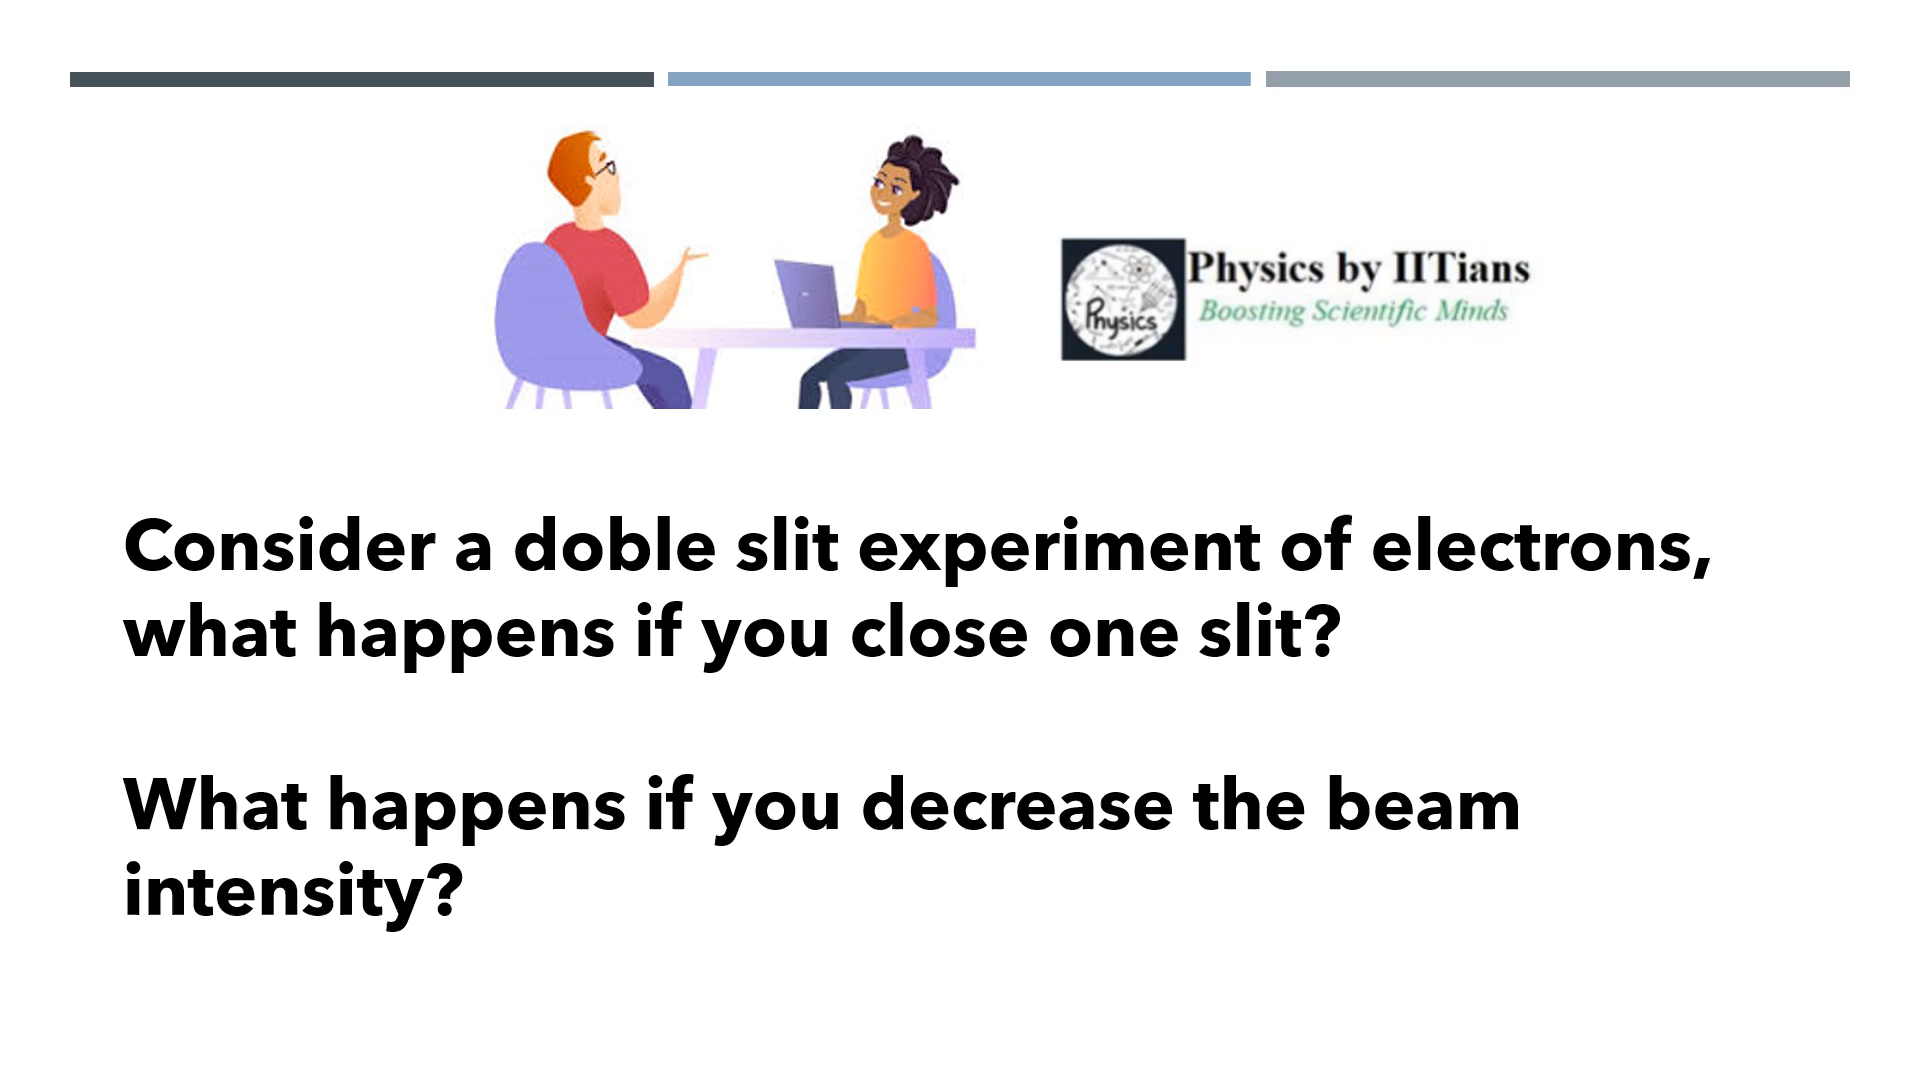 Physics by IITians
Boosting Scientific Minds
Physics
Consider a doble slit experiment of electrons,
what happens if you close one slit?
What happens if you decrease the beam
intensity?